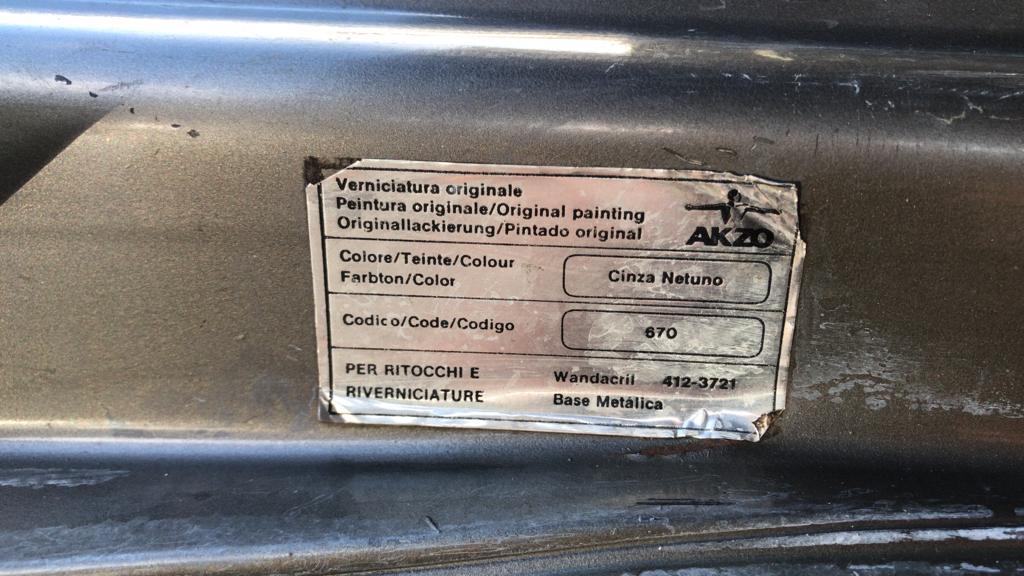 Verniciatura originale
Peintura originale/Original painting
Originallackierung/Pintado original
AKZO
Colore/Teinte/Colour
Farbton/Color
Cinza Netuno
Codico/Code/Codigo
670
PER RITOCCHI E
RIVERNICIATURE
Wandacril 412-3721
Base Metálica